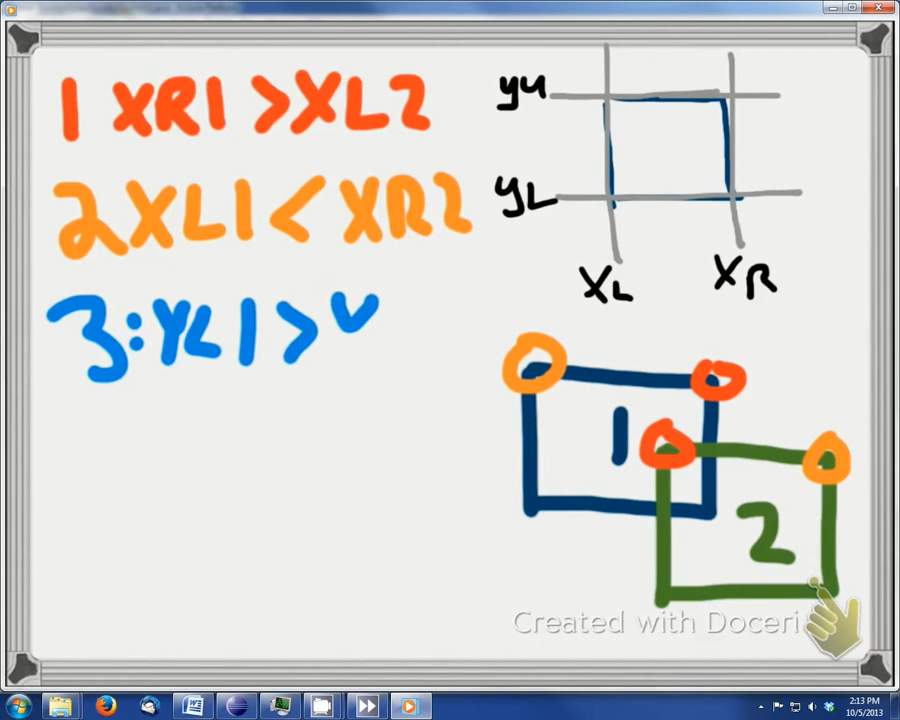 1 XR1 > XL2
2 XL1 < XR2
3: YL1 >
yu
yL
XL
XR
1
2
Created with Doceri
2:13 PM
10/5/2013